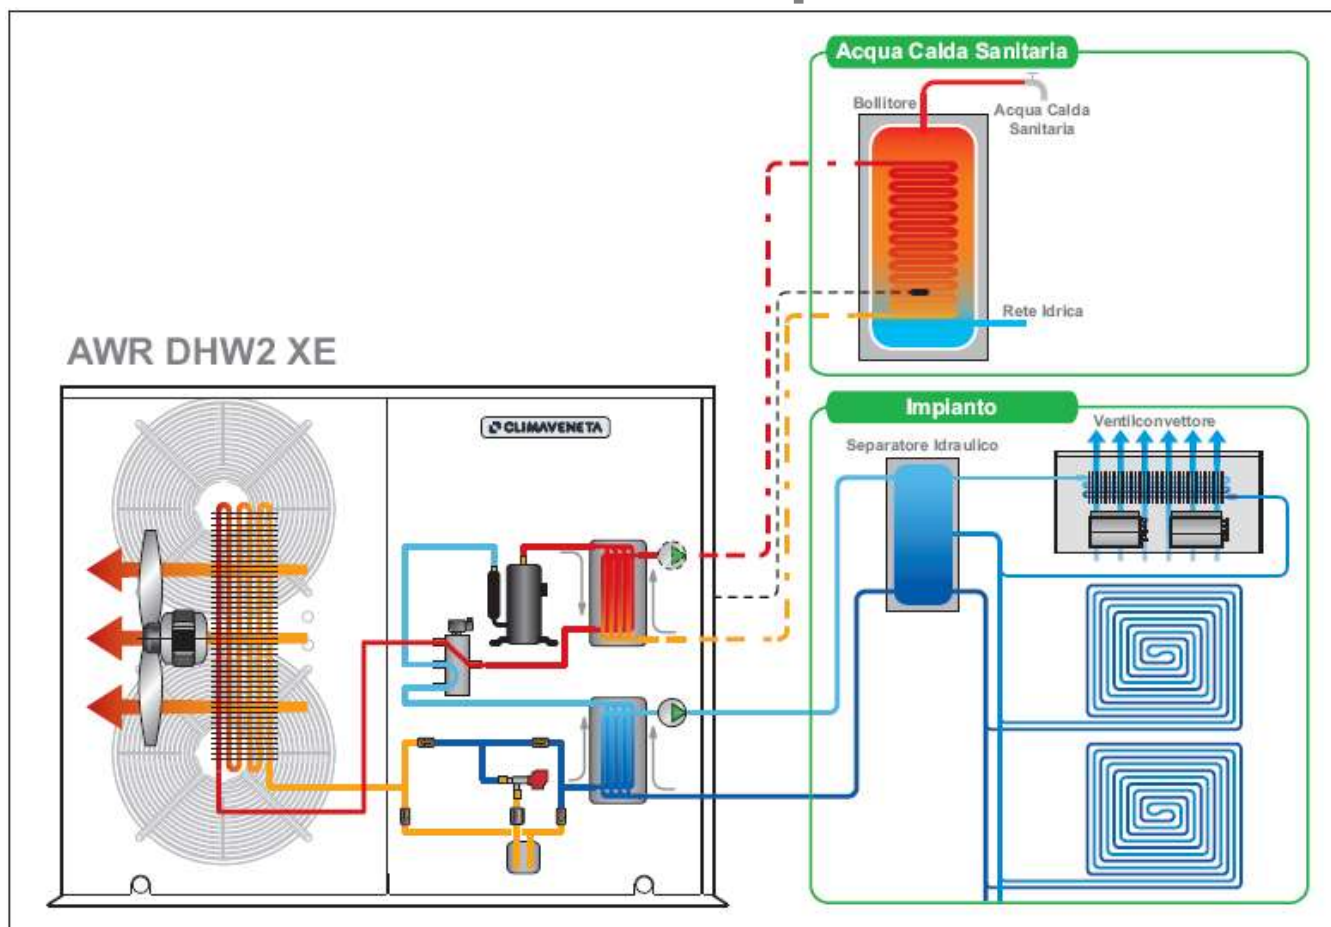 Acqua Calda Sanitaria
Bollitore
Acqua Calda
Sanitaria
Rete Idrica
AWR DHW2 XE
CLIMAVENETA
Impianto
Ventilconvettore
Separatore Idraulico